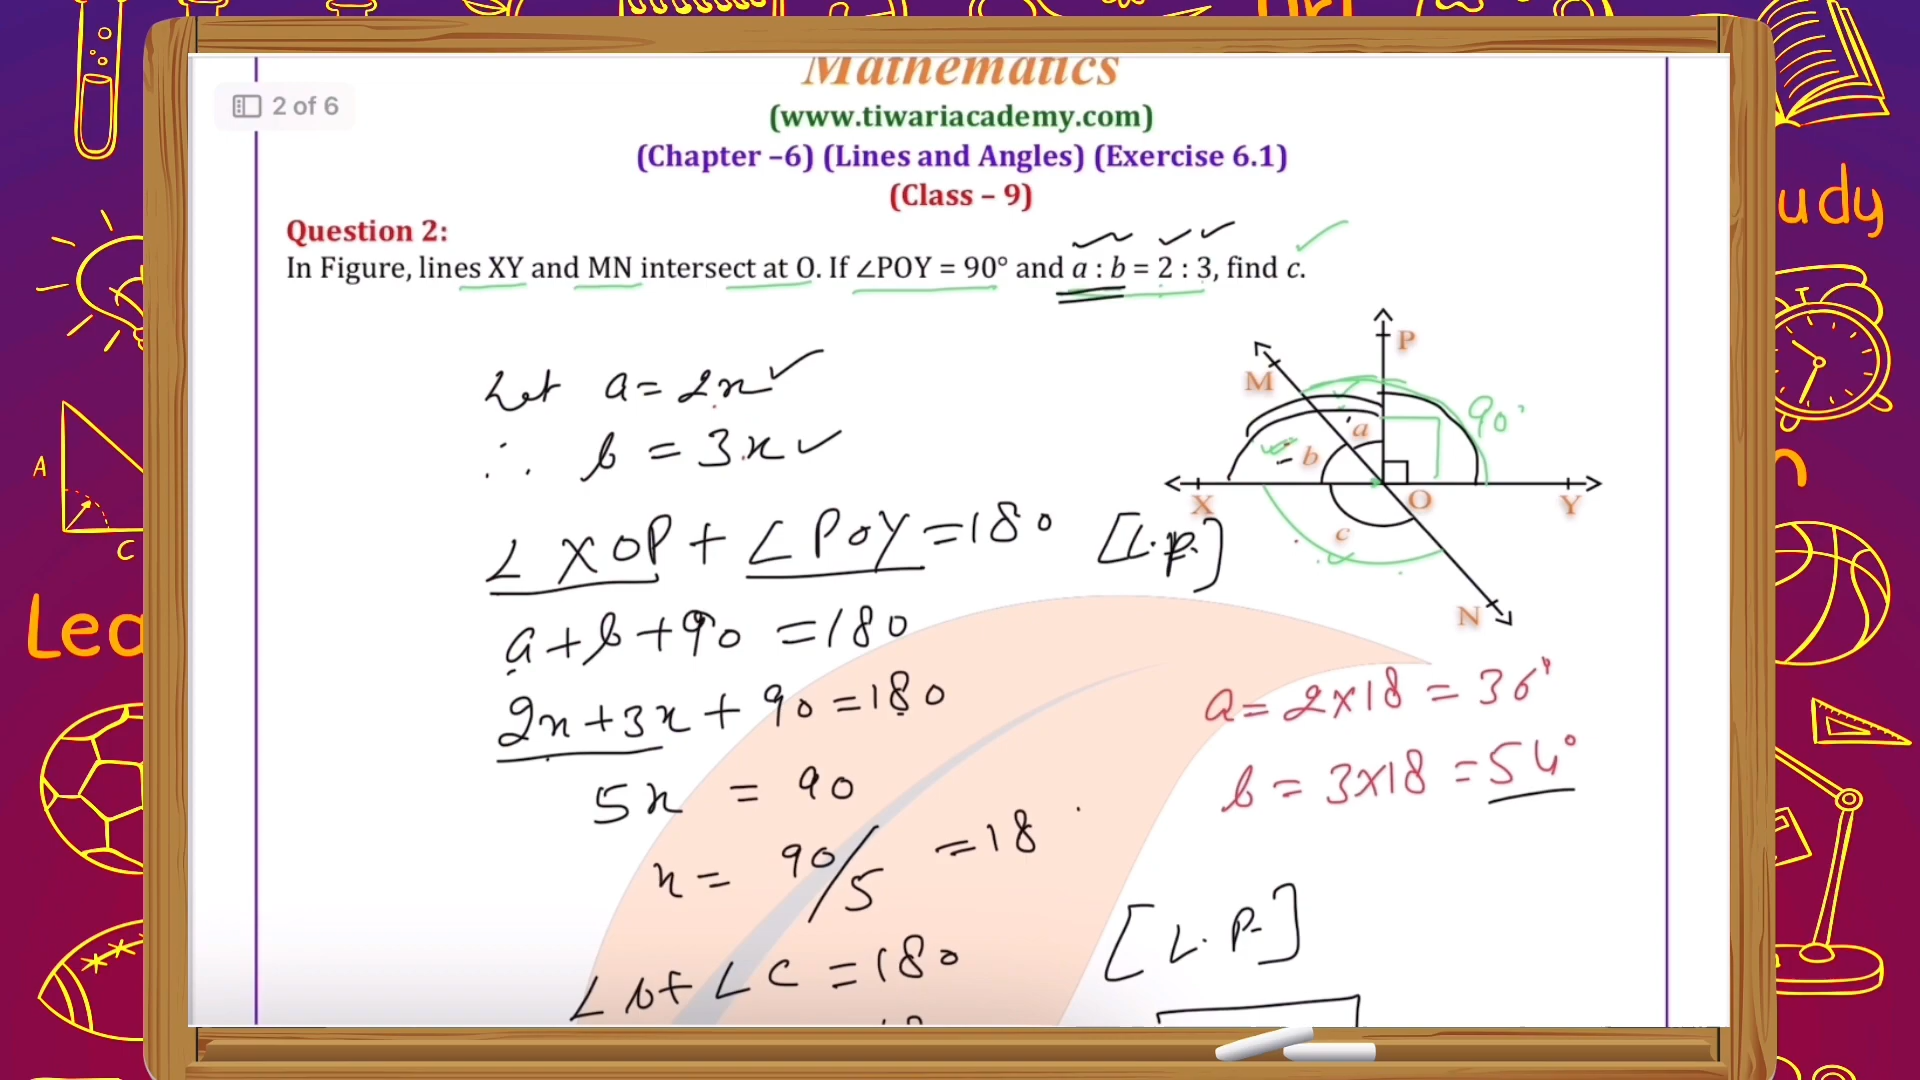 Mathematics
2 of 6
(www.tiwariacademy.com)
(Chapter –6) (Lines and Angles) (Exercise 6.1)
(Class – 9)
Question 2:
In Figure, lines XY and MN intersect at O. If ∠POY = 90° and a : b = 2 : 3, find c.
Let a = 2x
∴ b = 3x
∠XOP + ∠POY = 180 [L.P.]
a + b + 90 = 180
2x + 3x + 90 = 180
5x = 90
x = 90/5 = 18
∠b + ∠C = 180 [L.P.]
P
M
90°
a
b
X
O
Y
c
N
a = 2×18 = 36°
b = 3×18 = 54°
udy
A
C
Lea
n